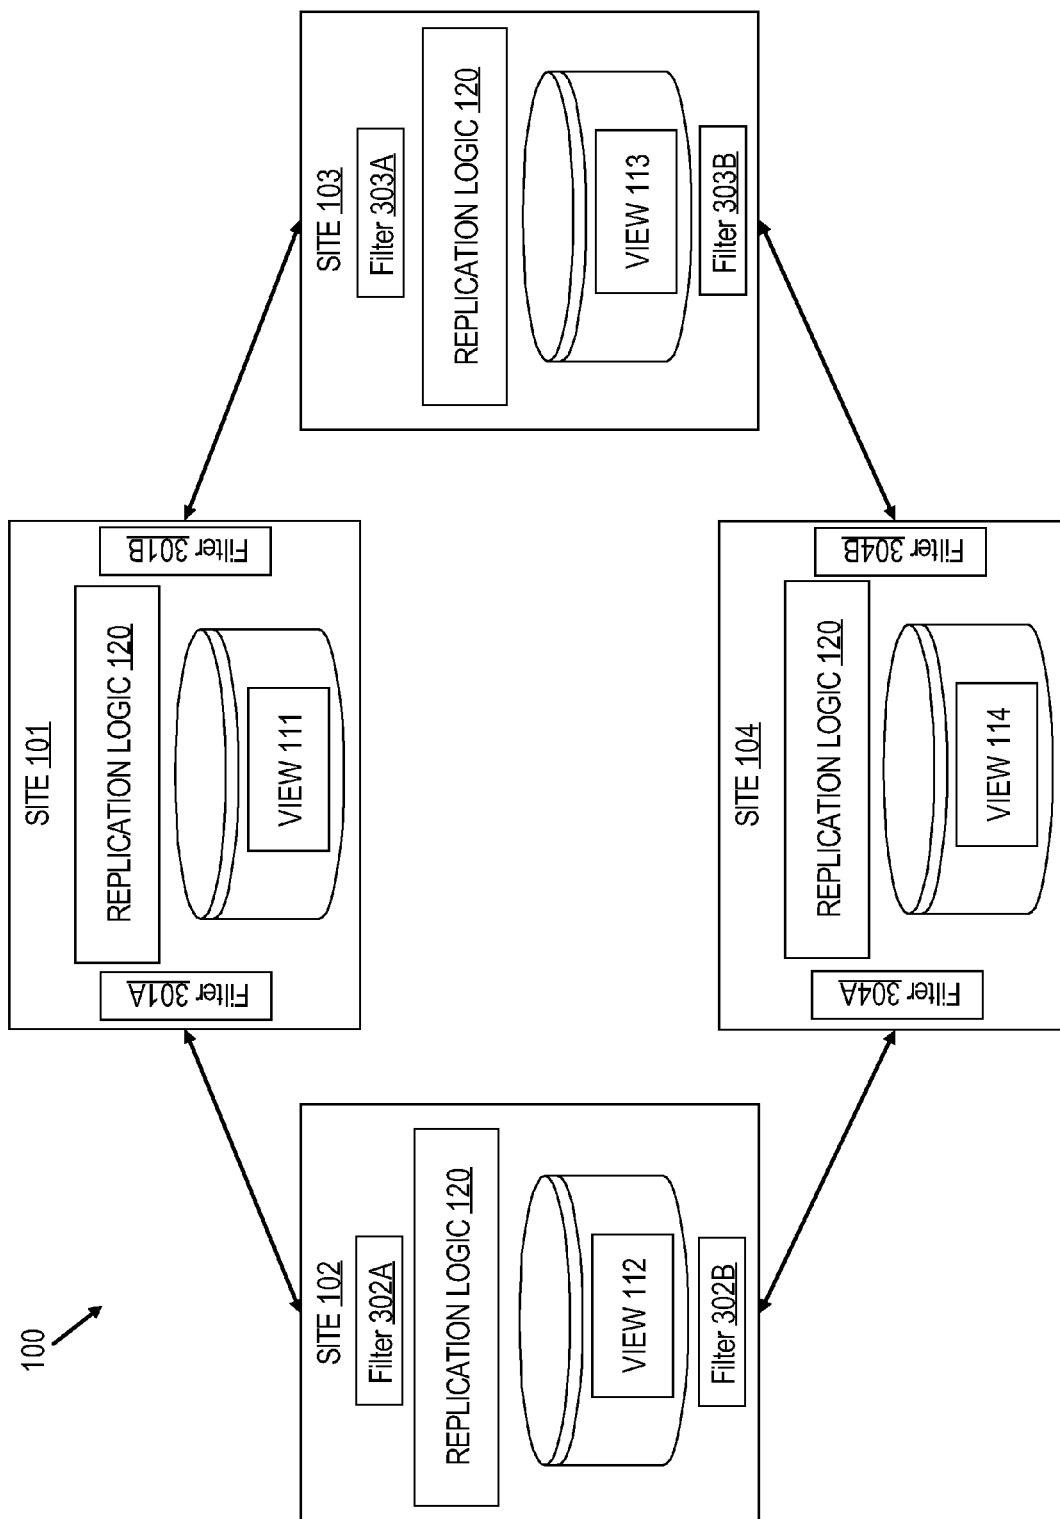 100
SITE 101
Filter 301A
REPLICATION LOGIC 120
Filter 301B
VIEW 111
SITE 102
Filter 302A
REPLICATION LOGIC 120
VIEW 112
Filter 302B
SITE 103
Filter 303A
REPLICATION LOGIC 120
VIEW 113
Filter 303B
SITE 104
Filter 304A
REPLICATION LOGIC 120
Filter 304B
VIEW 114